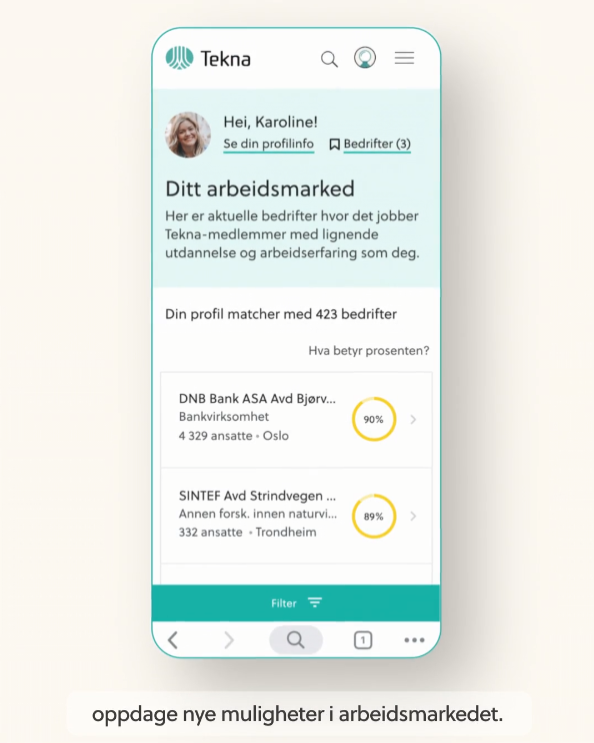 Tekna
Hei, Karoline!
Se din profilinfo
Bedrifter (3)
Ditt arbeidsmarked
Her er aktuelle bedrifter hvor det jobber
Tekna-medlemmer med lignende
utdannelse og arbeidserfaring som deg.
Din profil matcher med 423 bedrifter
Hva betyr prosenten?
DNB Bank ASA Avd Bjørv...
Bankvirksomhet
4 329 ansatte • Oslo
90%
SINTEF Avd Strindvegen ...
Annen forsk. innen naturvi...
332 ansatte • Trondheim
89%
Filter
1
oppdage nye muligheter i arbeidsmarkedet.